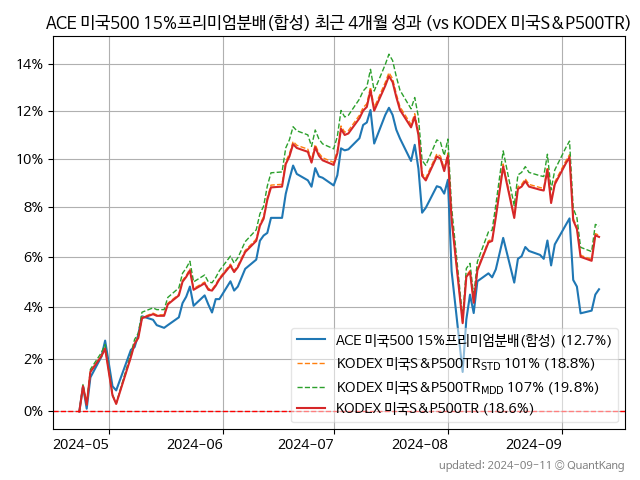 ACE 미국500 15%프리미엄분배(합성) 최근 4개월 성과 (vs KODEX 미국S&P500TR)
14%
12%
10%
8%
6%
4%
2%
0%
ACE 미국500 15%프리미엄분배(합성) (12.7%)
KODEX 미국S&P500TR_STD 101% (18.8%)
KODEX 미국S&P500TR_MDD 107% (19.8%)
KODEX 미국S&P500TR (18.6%)
2024-05 2024-06 2024-07 2024-08 2024-09
updated: 2024-09-11 © QuantKang